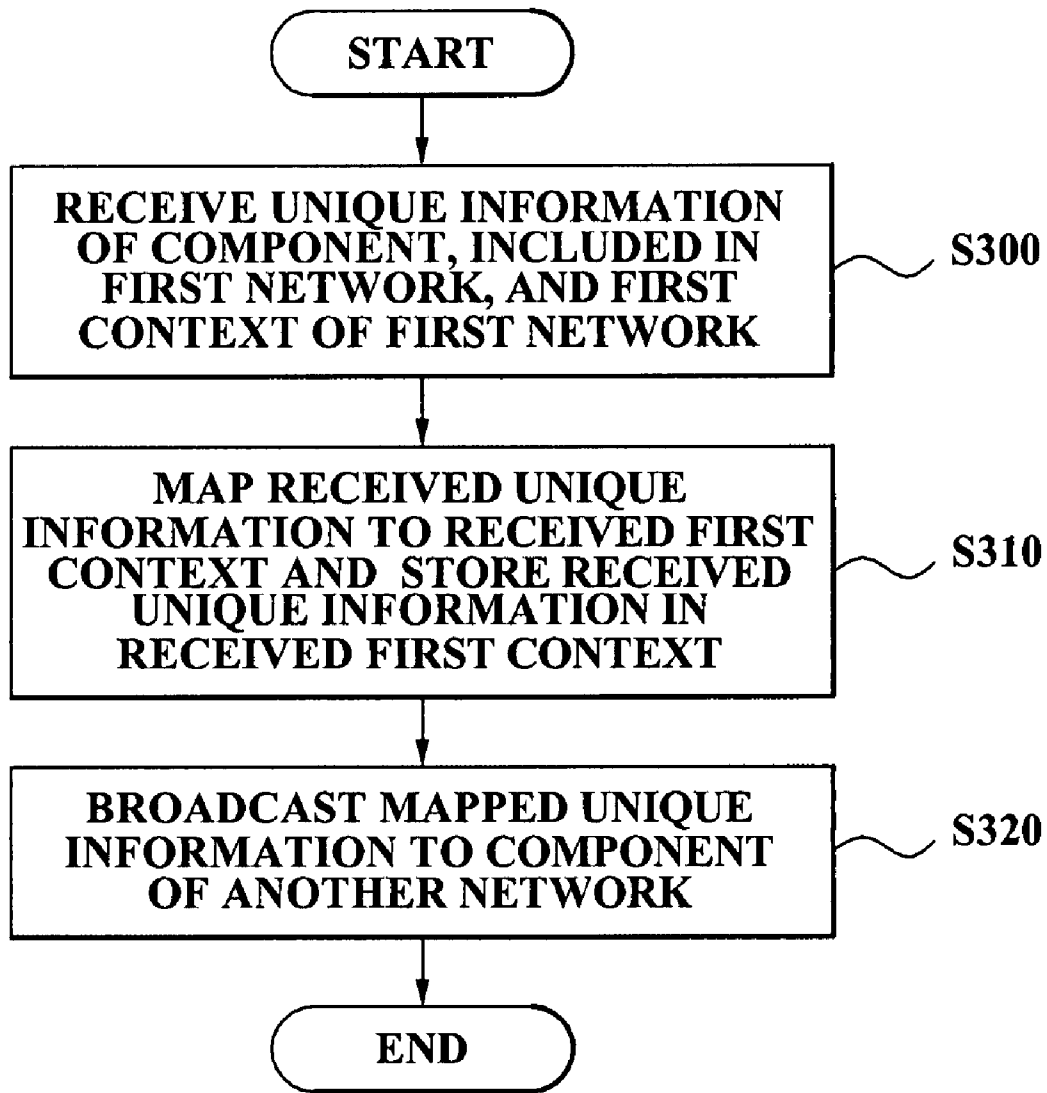 START
RECEIVE UNIQUE INFORMATION
OF COMPONENT, INCLUDED IN
FIRST NETWORK, AND FIRST
CONTEXT OF FIRST NETWORK
S300
MAP RECEIVED UNIQUE
INFORMATION TO RECEIVED FIRST
CONTEXT AND STORE RECEIVED
UNIQUE INFORMATION IN
RECEIVED FIRST CONTEXT
S310
BROADCAST MAPPED UNIQUE
INFORMATION TO COMPONENT
OF ANOTHER NETWORK
S320
END